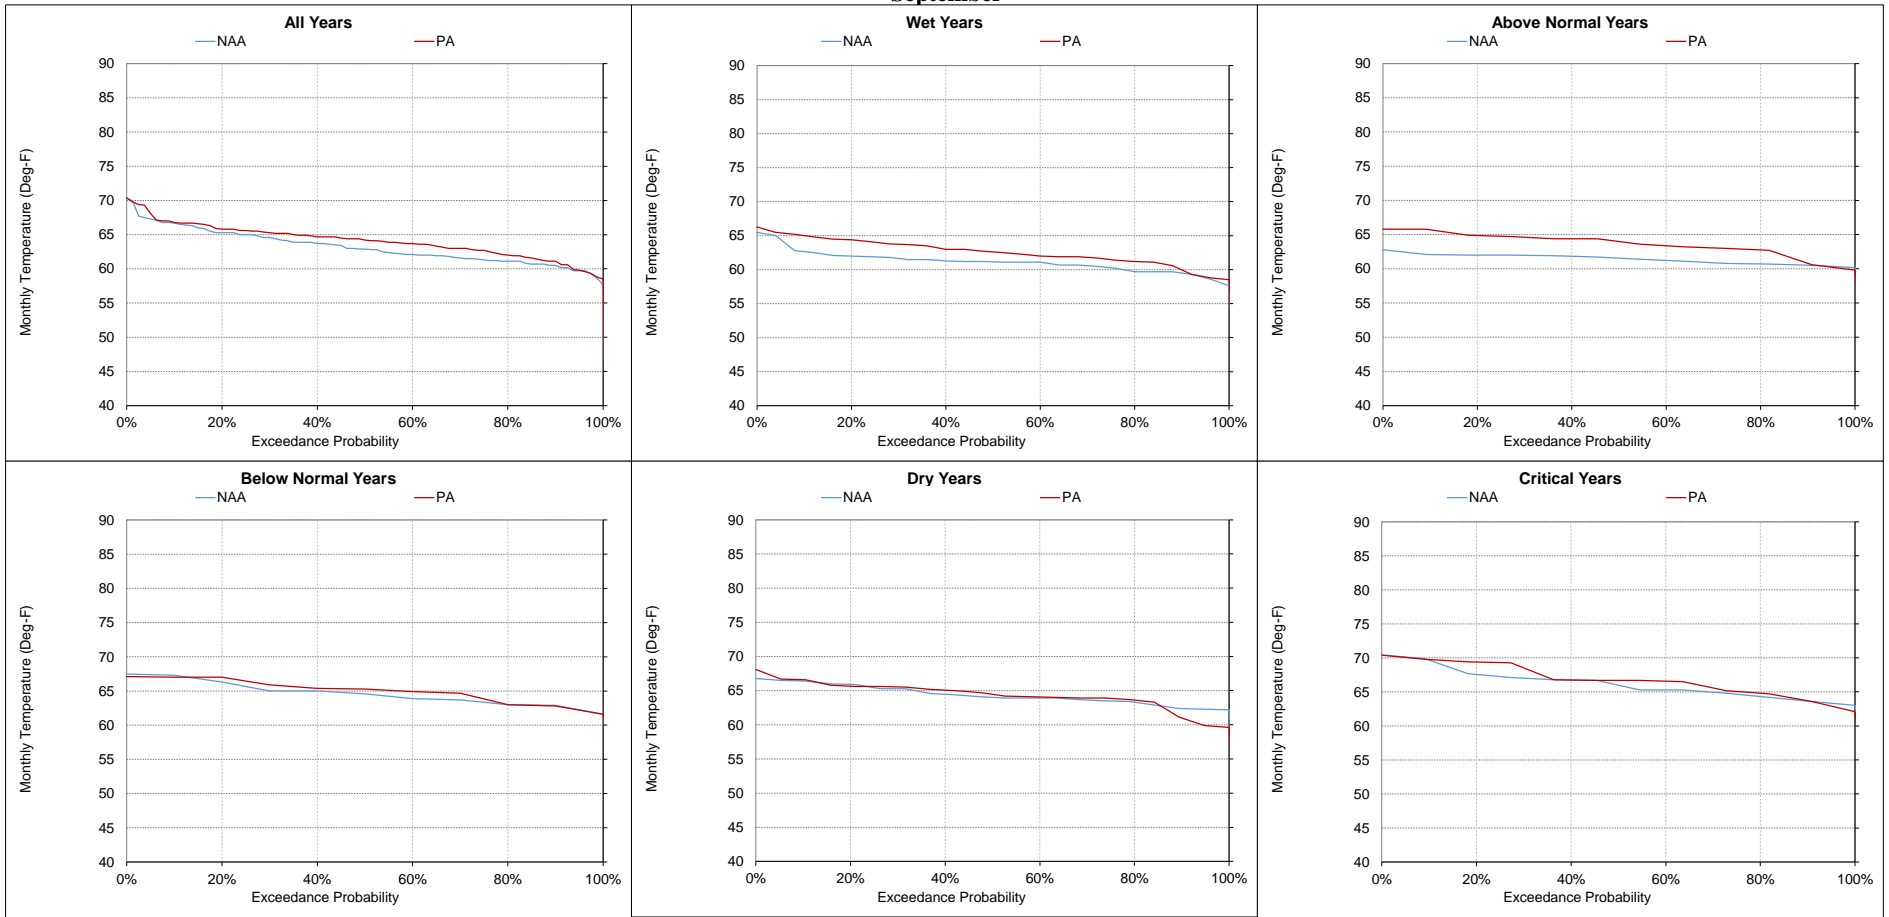 September
All Years
NAA PA
90
85
80
75
70
65
60
55
50
45
40
0% 20% 40% 60% 80% 100%
Exceedance Probability
Monthly Temperature (Deg-F)
Wet Years
NAA PA
90
85
80
75
70
65
60
55
50
45
40
0% 20% 40% 60% 80% 100%
Exceedance Probability
Monthly Temperature (Deg-F)
Above Normal Years
NAA PA
90
85
80
75
70
65
60
55
50
45
40
0% 20% 40% 60% 80% 100%
Exceedance Probability
Monthly Temperature (Deg-F)
Below Normal Years
NAA PA
90
85
80
75
70
65
60
55
50
45
40
0% 20% 40% 60% 80% 100%
Exceedance Probability
Monthly Temperature (Deg-F)
Dry Years
NAA PA
90
85
80
75
70
65
60
55
50
45
40
0% 20% 40% 60% 80% 100%
Exceedance Probability
Monthly Temperature (Deg-F)
Critical Years
NAA PA
90
85
80
75
70
65
60
55
50
45
40
0% 20% 40% 60% 80% 100%
Exceedance Probability
Monthly Temperature (Deg-F)